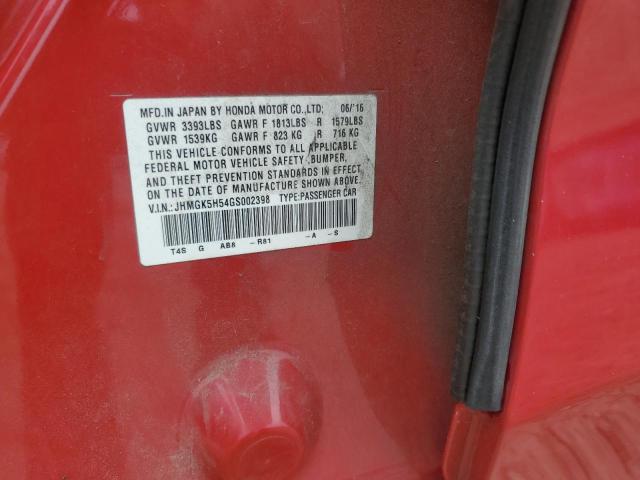 MFD.IN JAPAN BY HONDA MOTOR CO.,LTD; 06/'16
GVWR 3393LBS GAWR F 1813LBS R 1579LBS
GVWR 1539KG GAWR F 823 KG R 716 KG
THIS VEHICLE CONFORMS TO ALL APPLICABLE
FEDERAL MOTOR VEHICLE SAFETY ,BUMPER,
AND THEFT PREVENTION STANDARDS IN EFFECT
ON THE DATE OF MANUFACTURE SHOWN ABOVE.
V.I.N.:JHMGK5H54GS002398 TYPE:PASSENGER CAR
T4S G AB8 -R81 -A -S